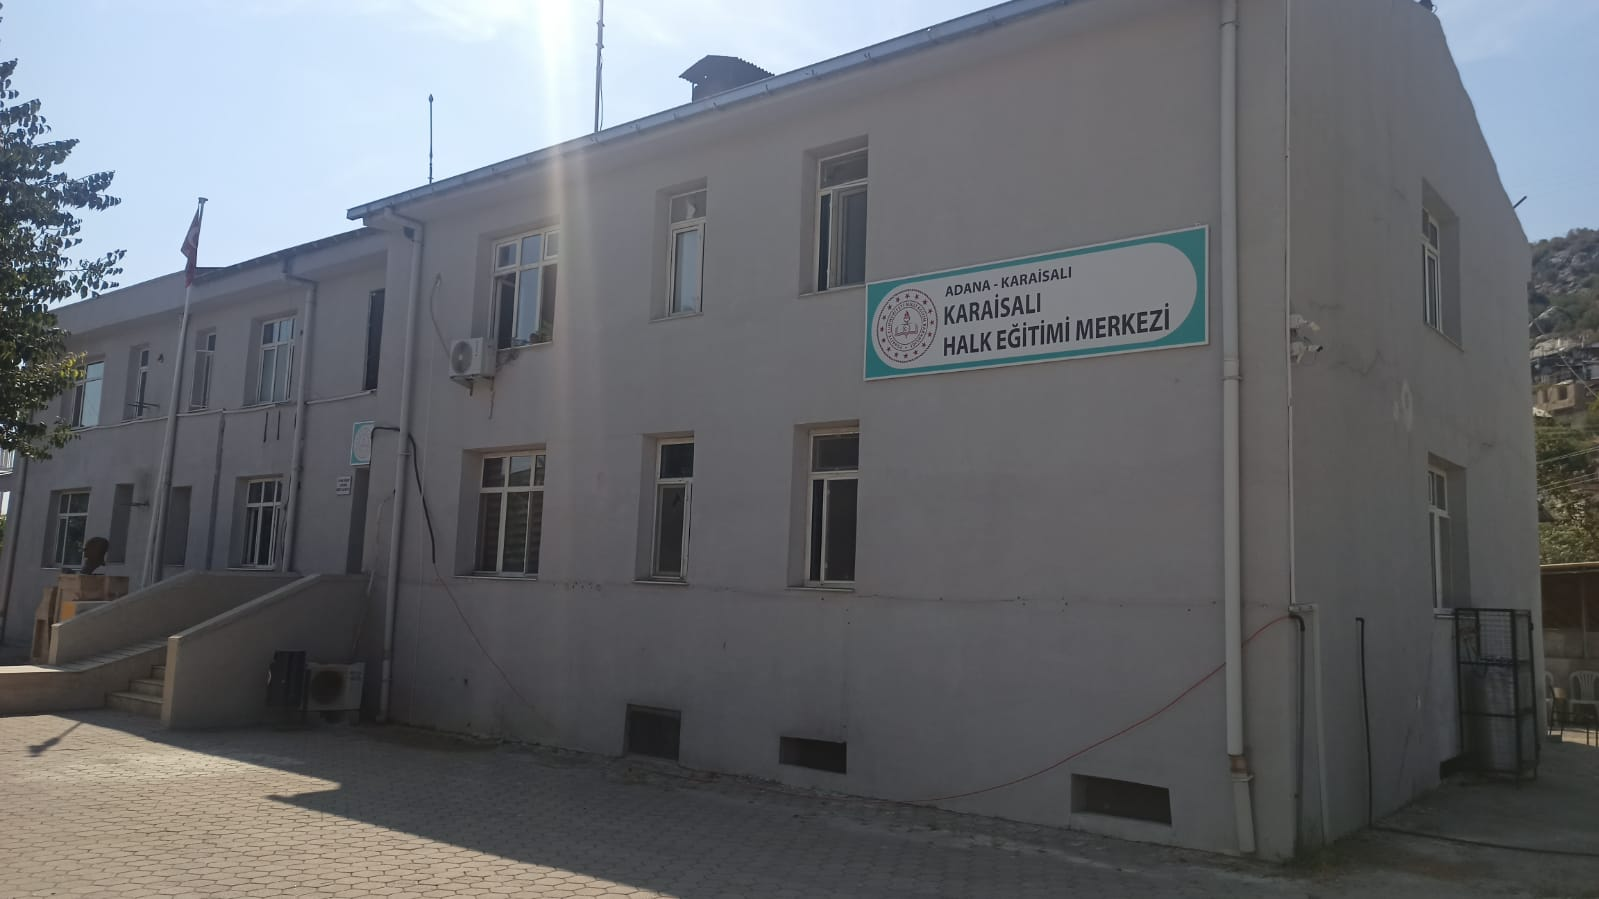 ADANA - KARAİSALI
KARAİSALI
HALK EĞİTİMİ MERKEZİ